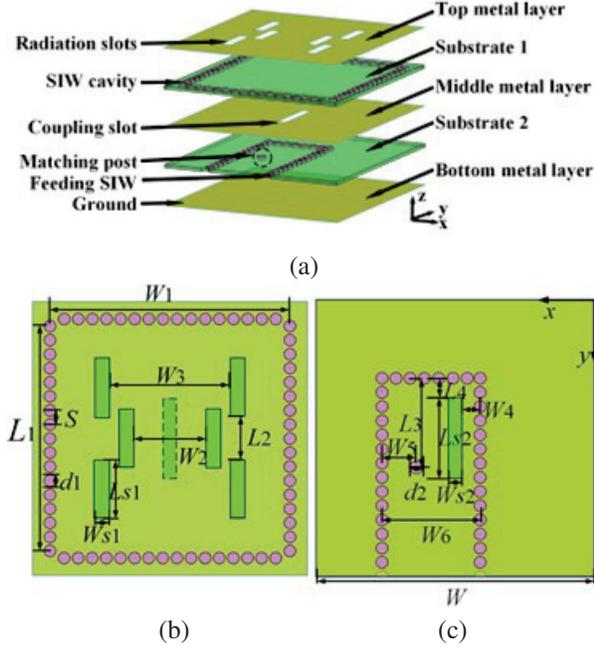 Top metal layer
Radiation slots
Substrate 1
SIW cavity
Middle metal layer
Coupling slot
Substrate 2
Matching post
Feeding SIW
Bottom metal layer
Ground
z
y
x
(a)
W1
W3
L1
S
L2
W2
d1
Ls1
Ws1
(b)
x
y
L4
W4
L3
Ls2
W5
d2
Ws2
W6
W
(c)